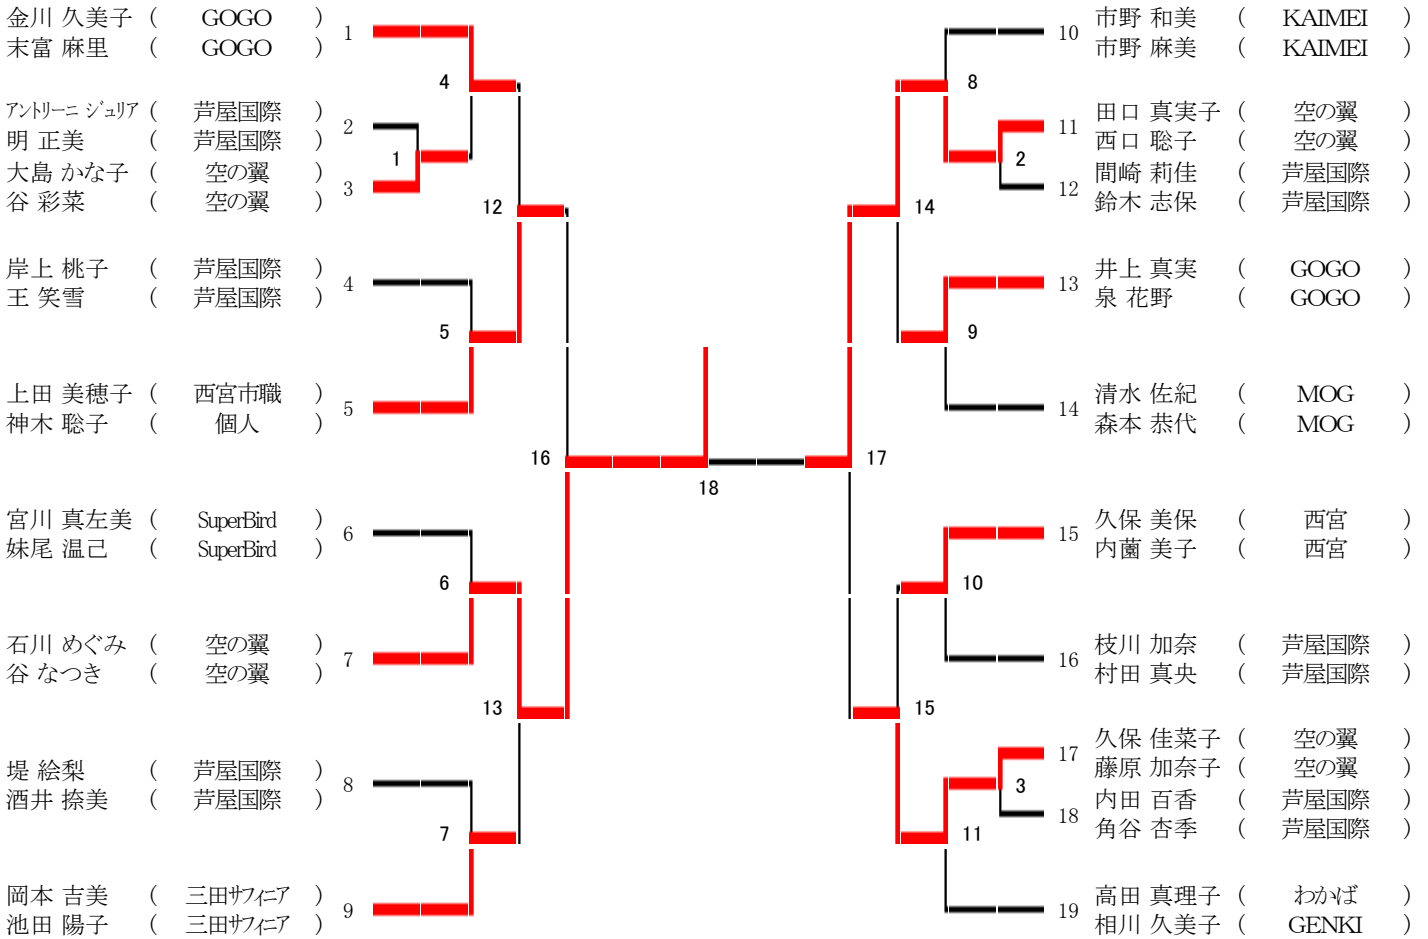 金川 久美子 ( GOGO ) 1
末富 麻里 ( GOGO )
4
アントリーニ ジュリア ( 芦屋国際 ) 2
明 正美 ( 芦屋国際 )
1
大島 かな子 ( 空の翼 ) 3
谷 彩菜 ( 空の翼 )
12
岸上 桃子 ( 芦屋国際 ) 4
王 笑雪 ( 芦屋国際 )
5
上田 美穂子 ( 西宮市職 ) 5
神木 聡子 ( 個人 )
16
宮川 真左美 ( SuperBird ) 6
妹尾 温己 ( SuperBird )
6
石川 めぐみ ( 空の翼 ) 7
谷 なつき ( 空の翼 )
13
堤 絵梨 ( 芦屋国際 ) 8
酒井 捺美 ( 芦屋国際 )
7
岡本 吉美 ( 三田サフィニア ) 9
池田 陽子 ( 三田サフィニア )
18
10 市野 和美 ( KAIMEI )
市野 麻美 ( KAIMEI )
8
11 田口 真実子 ( 空の翼 )
西口 聡子 ( 空の翼 )
2
12 間崎 莉佳 ( 芦屋国際 )
鈴木 志保 ( 芦屋国際 )
14
13 井上 真実 ( GOGO )
泉 花野 ( GOGO )
9
14 清水 佐紀 ( MOG )
森本 恭代 ( MOG )
17
15 久保 美保 ( 西宮 )
内薗 美子 ( 西宮 )
10
16 枝川 加奈 ( 芦屋国際 )
村田 真央 ( 芦屋国際 )
15
17 久保 佳菜子 ( 空の翼 )
藤原 加奈子 ( 空の翼 )
3
18 内田 百香 ( 芦屋国際 )
角谷 杏季 ( 芦屋国際 )
11
19 高田 真理子 ( わかば )
相川 久美子 ( GENKI )